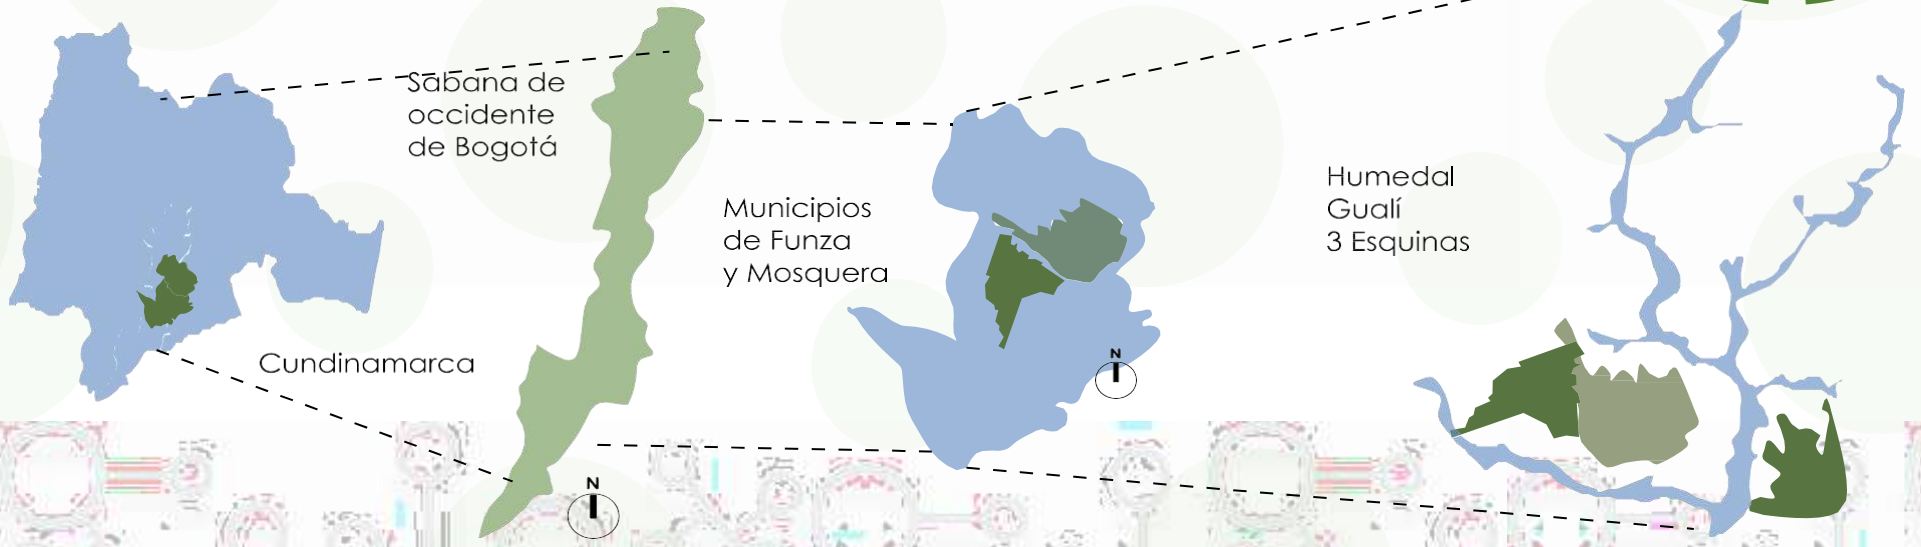 Sabana de
occidente
de Bogotá
Cundinamarca
N
Municipios
de Funza
y Mosquera
N
Humedal
Gualí
3 Esquinas